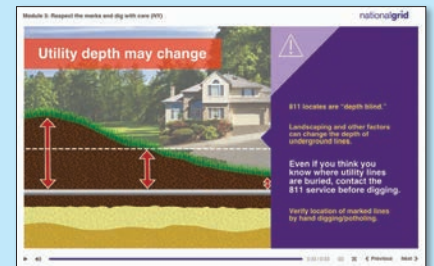 Module 3: Respect the marks and dig with care (NY)
nationalgrid
Utility depth may change
811 locates are "depth blind."
Landscaping and other factors
can change the depth of
underground lines.
Even if you think you
know where utility lines
are buried, contact the
811 service before digging.
Verify location of marked lines
by hand digging/potholing.
Previous
Next